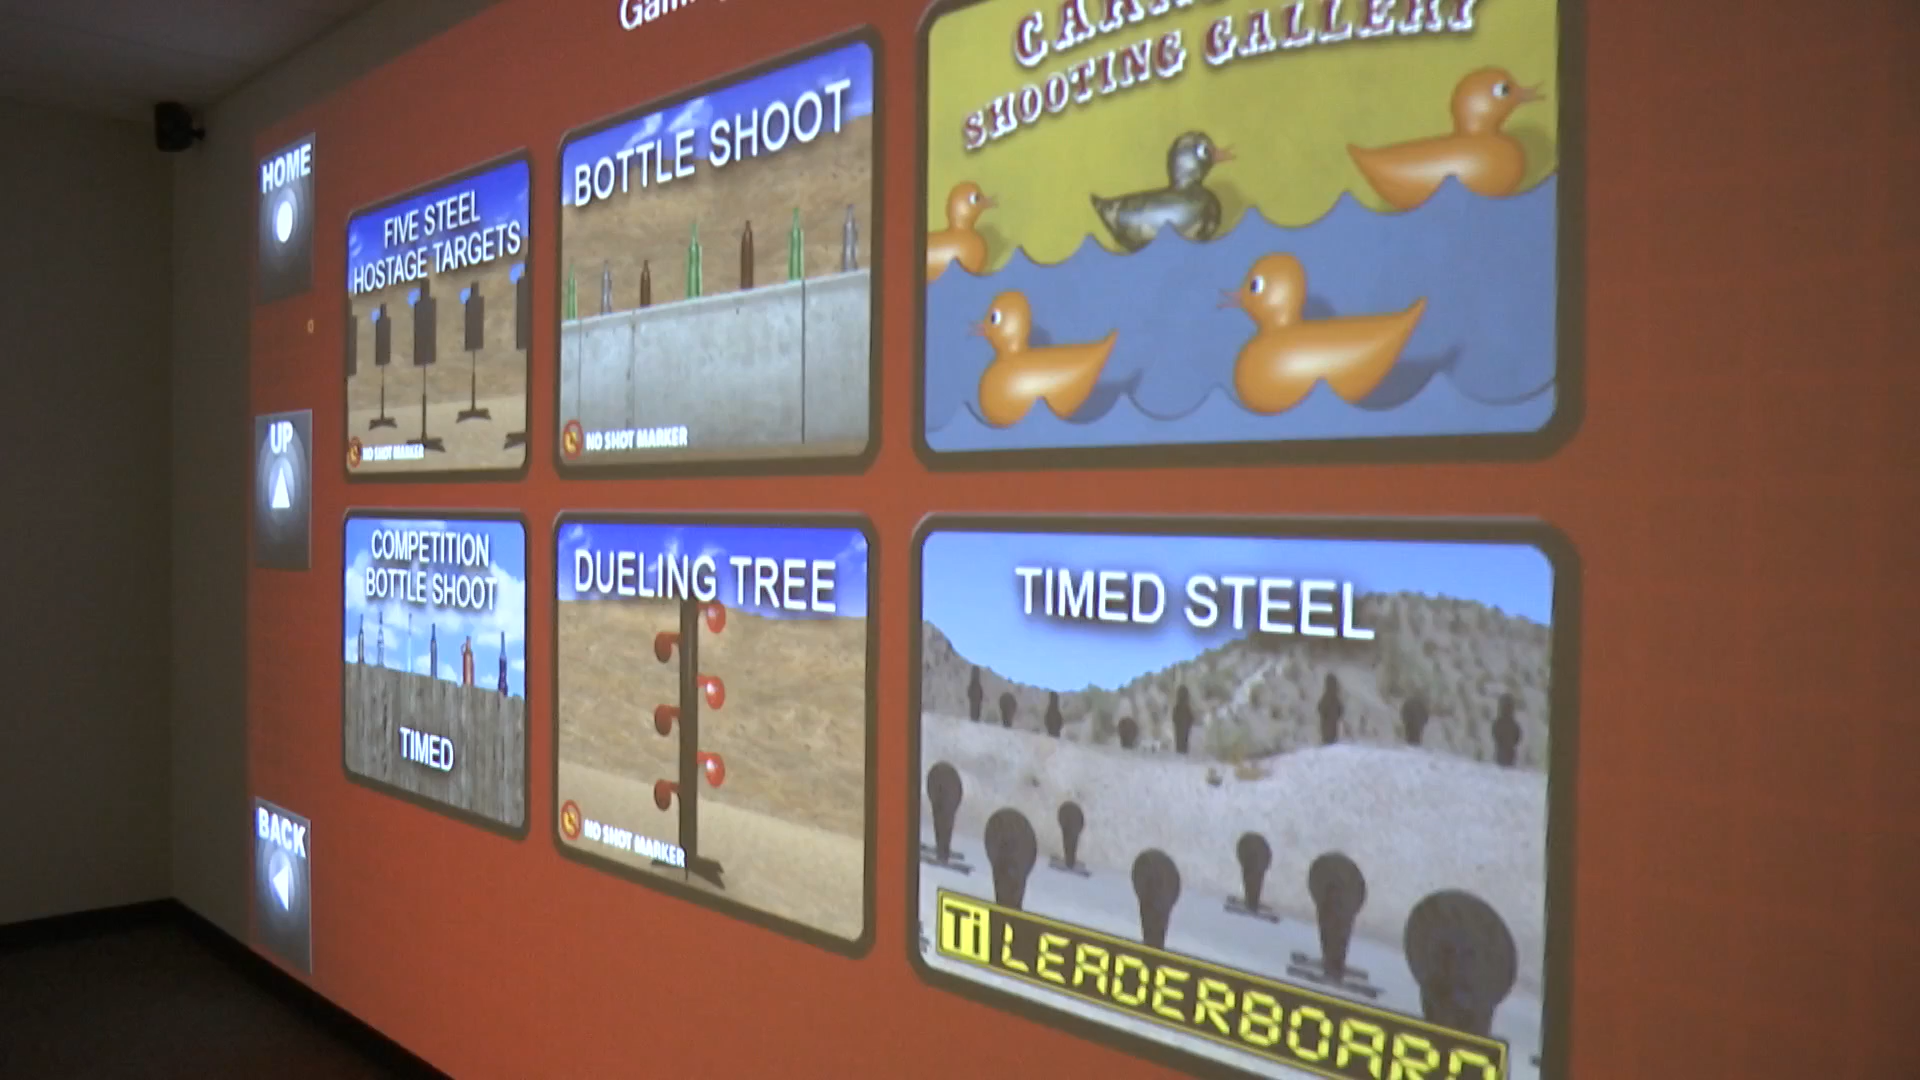 HOME
FIVE STEEL
HOSTAGE TARGETS
NO SHOT MARKER
BOTTLE SHOOT
NO SHOT MARKER
SHOOTING GALLERY
UP
COMPETITION
BOTTLE SHOOT
TIMED
DUELING TREE
NO SHOT MARKER
TIMED STEEL
Ti LEADERBOARD
BACK